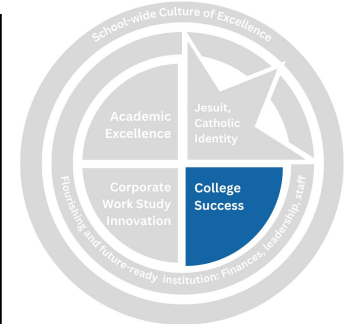 School-wide Culture of Excellence
Academic
Excellence
Jesuit,
Catholic
Identity
Corporate
Work Study
Innovation
College
Success
Flourishing and future-ready institution: Finances, leadership, staff